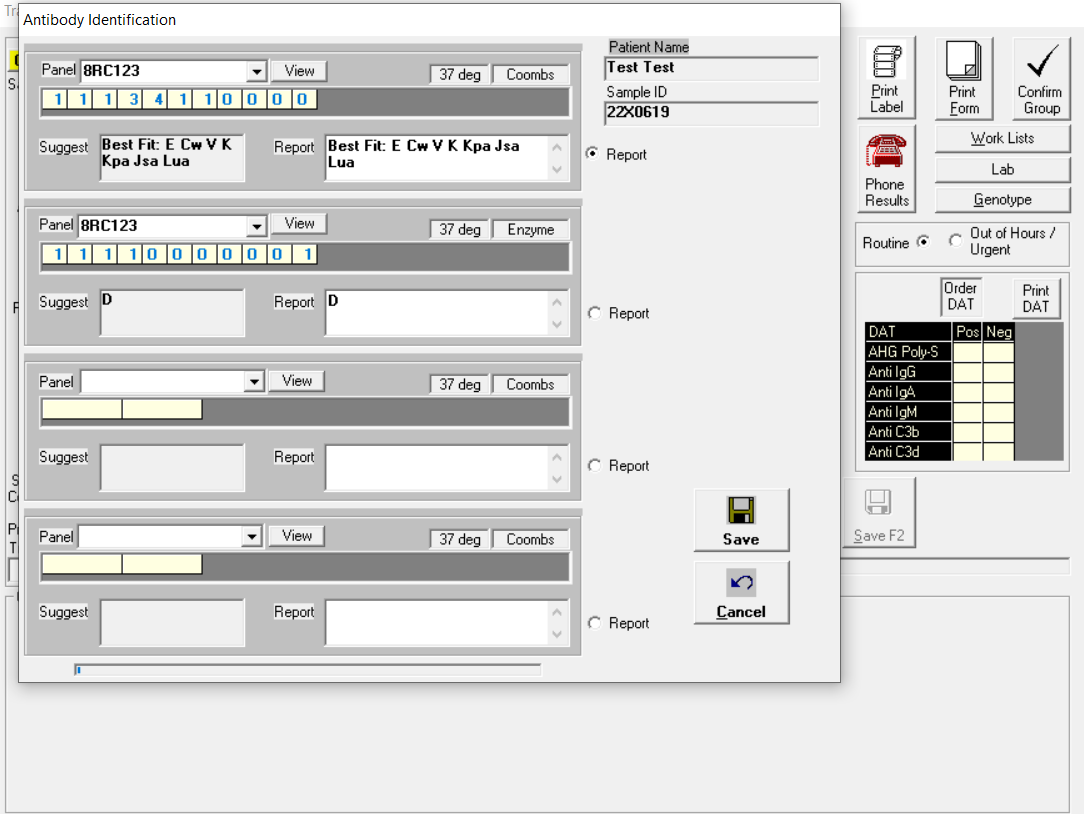 Antibody Identification
Panel 8RC123 View 37 deg Coombs
1 1 1 3 4 1 1 0 0 0 0
Suggest Best Fit: E Cw V K
Kpa Jsa Lua
Report Best Fit: E Cw V K Kpa Jsa
Lua
Patient Name
Test Test
Sample ID
22X0619
Report
Panel 8RC123 View 37 deg Enzyme
1 1 1 1 0 0 0 0 0 0 1
Suggest D
Report D
Report
Panel View 37 deg Coombs
Suggest
Report
Report
Panel View 37 deg Coombs
Suggest
Report
Report
Save
Cancel
Print
Label
Print
Form
Confirm
Group
Phone
Results
Work Lists
Lab
Genotype
Routine
Out of Hours /
Urgent
Order
DAT
Print
DAT
DAT Pos Neg
AHG Poly-S
Anti IgG
Anti IgA
Anti IgM
Anti C3b
Anti C3d
Save F2